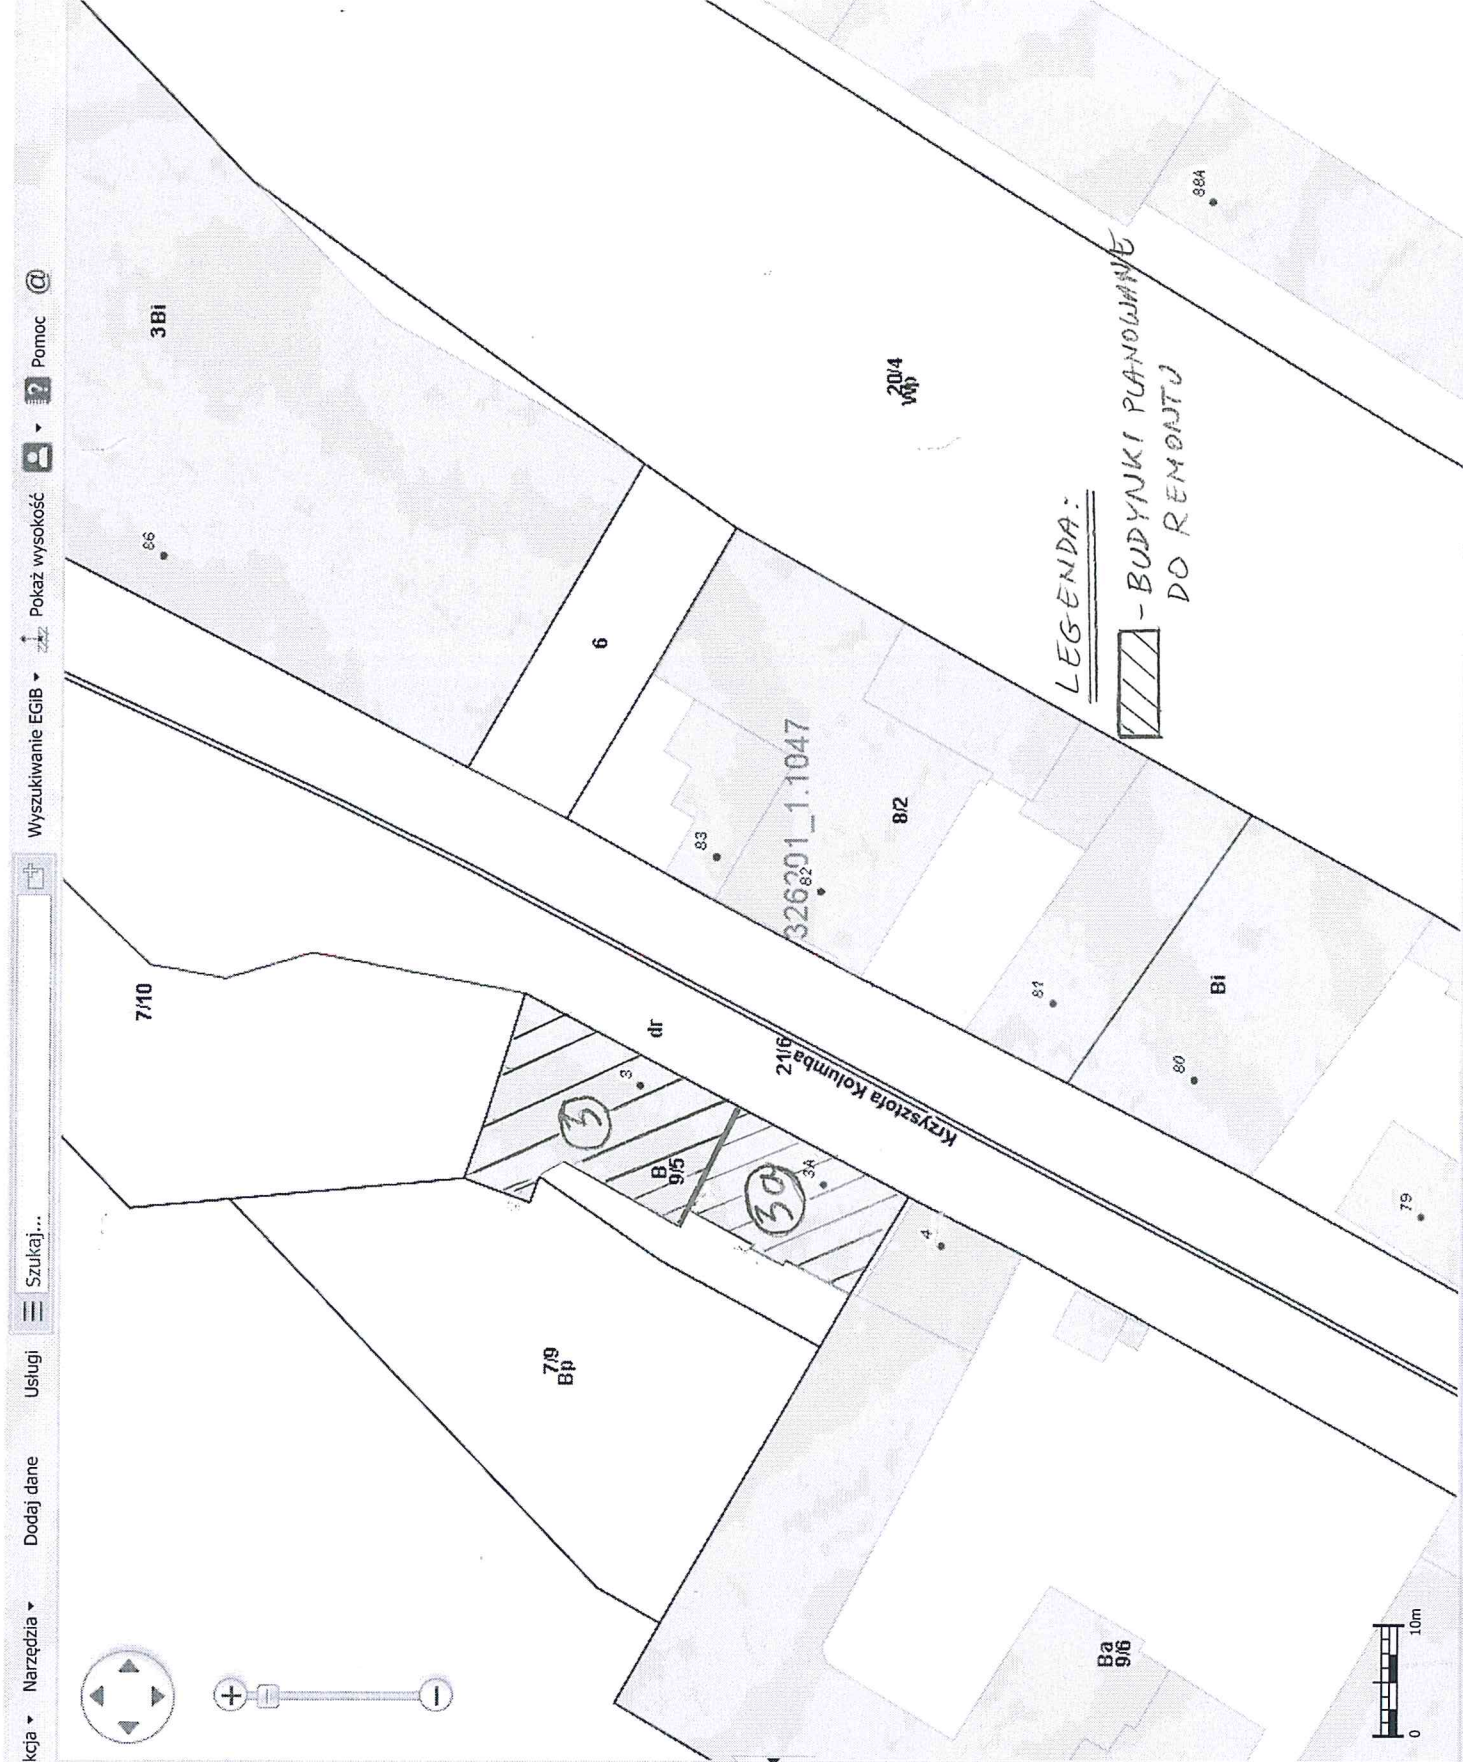 kcja ▾ Narzędzia ▾ Dodaj dane Usługi Szukaj... Wyszukiwanie EGiB ▾ Pokaż wysokość ▾ ? Pomoc @
3 Bi
86
7/10
6
20/4
Wp
88A
83
326201_1.1047
82
8/2
dr
3
3
B
9/5
21/6
Krzysztofa Kolumba
3A
3a
4
81
Bi
80
79
7/9
Bp
Ba
9/6
LEGENDA:
- BUDYNKI PLANOWANE
DO REMONTU
0 10m